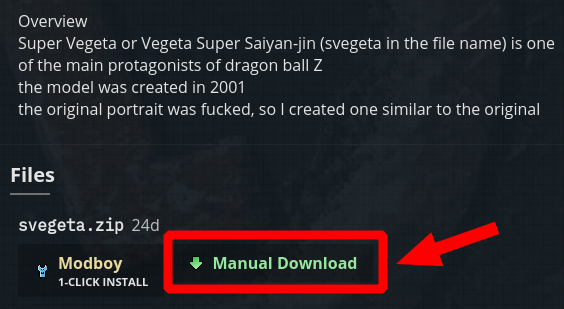 Overview
Super Vegeta or Vegeta Super Saiyan-jin (svegeta in the file name) is one
of the main protagonists of dragon ball Z
the model was created in 2001
the original portrait was fucked, so I created one similar to the original
Files
svegeta.zip 24d
Modboy
1-CLICK INSTALL
Manual Download